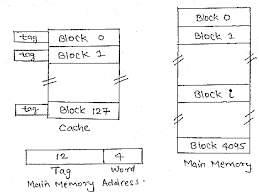 tag Block 0
tag Block 1
tag Block 127
Cache
12 4
Tag Word
Main Memory Address.
Block 0
Block 1
Block i
Block 4095
Main Memory